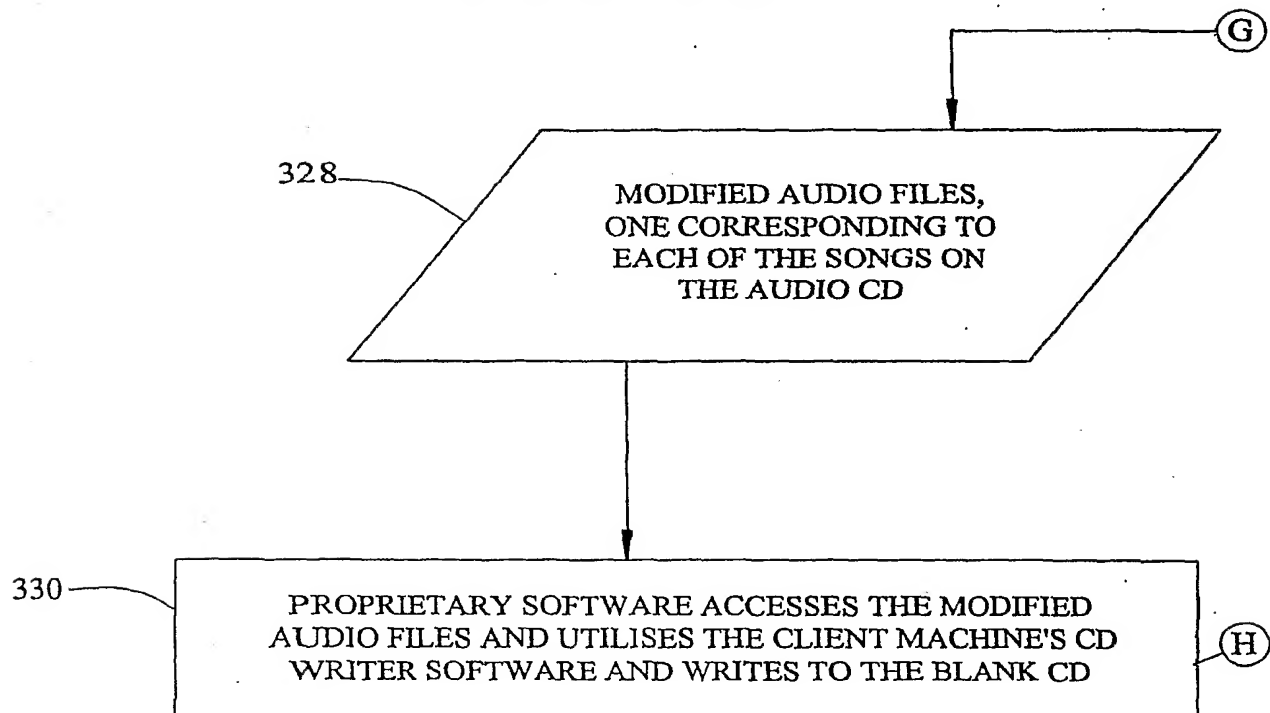 G
328
MODIFIED AUDIO FILES,
ONE CORRESPONDING TO
EACH OF THE SONGS ON
THE AUDIO CD
330
PROPRIETARY SOFTWARE ACCESSES THE MODIFIED
AUDIO FILES AND UTILISES THE CLIENT MACHINE'S CD
WRITER SOFTWARE AND WRITES TO THE BLANK CD
H